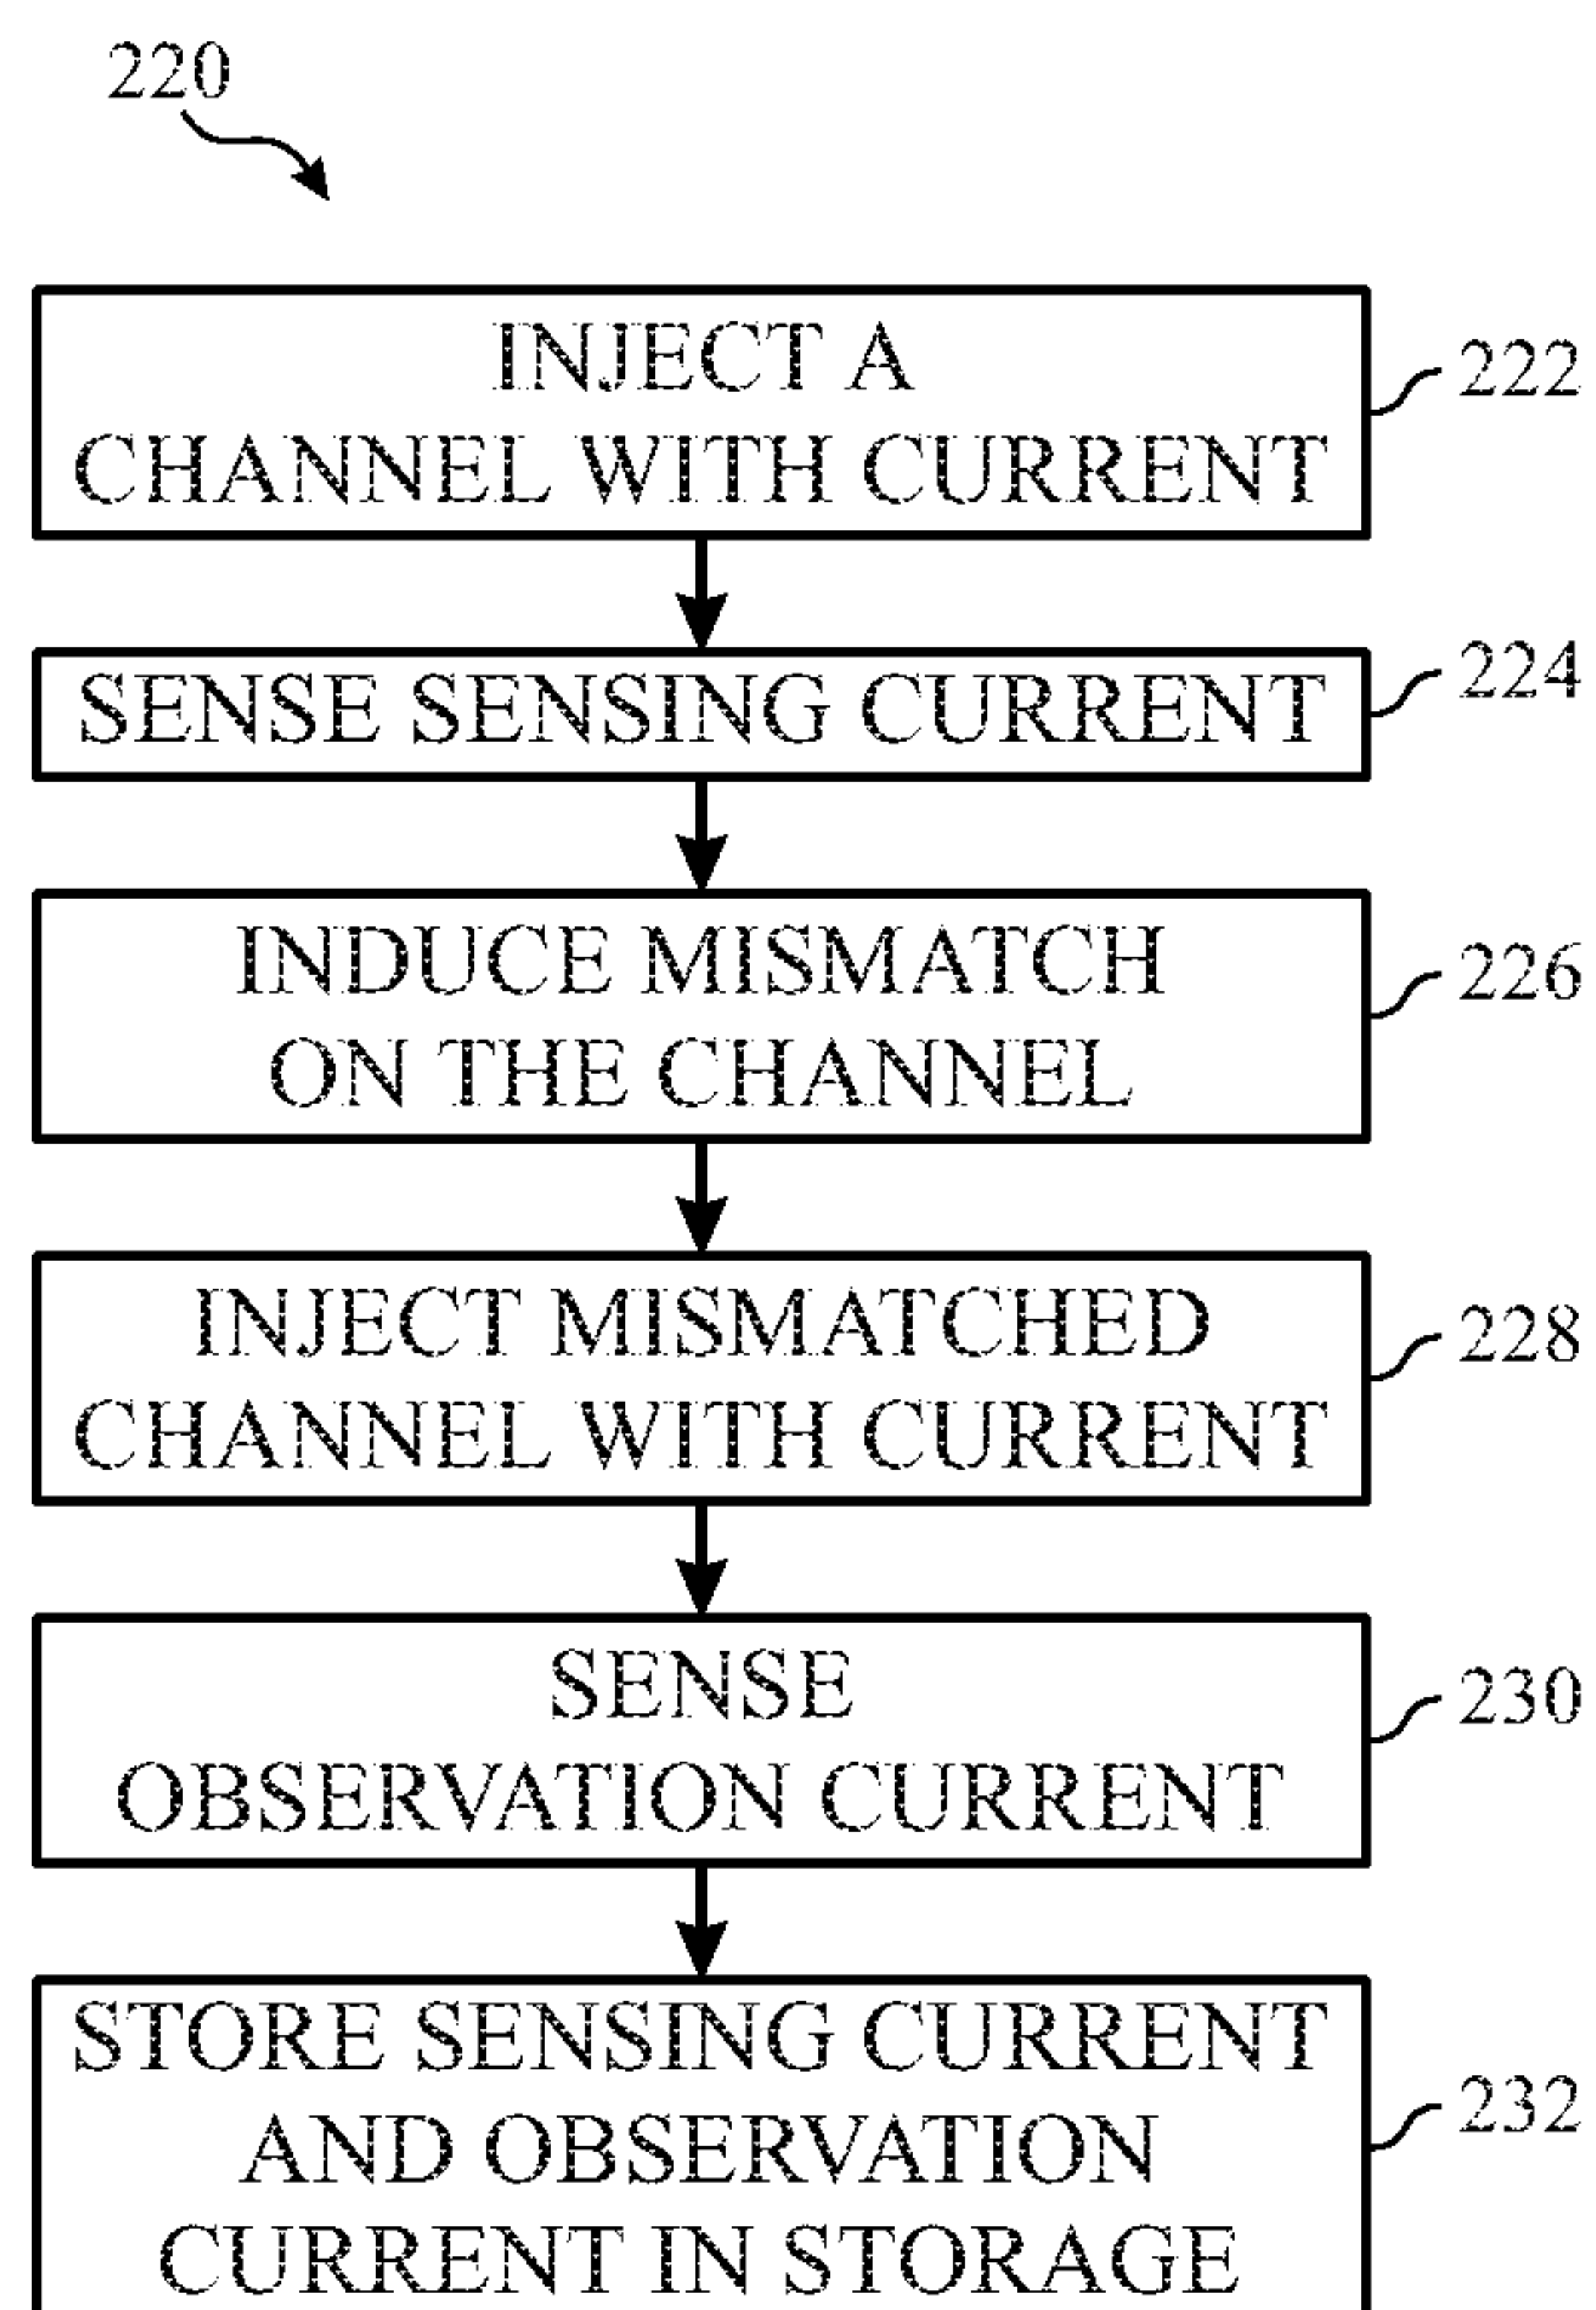 220
INJECT A
CHANNEL WITH CURRENT
222
SENSE SENSING CURRENT
224
INDUCE MISMATCH
ON THE CHANNEL
226
INJECT MISMATCHED
CHANNEL WITH CURRENT
228
SENSE
OBSERVATION CURRENT
230
STORE SENSING CURRENT
AND OBSERVATION
CURRENT IN STORAGE
232